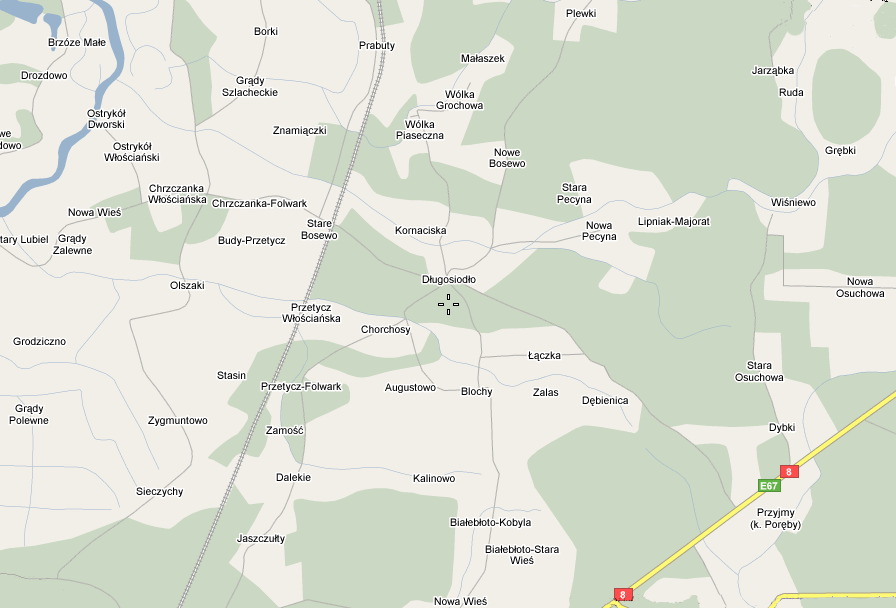 Plewki
Borki
Brzóze Małe
Prabuty
Małaszek
Jarząbka
Drozdowo
Grądy
Szlacheckie
Ruda
Wólka
Grochowa
Ostrykół
Dworski
Znamiączki
Wólka
Piaseczna
we
dowo
Ostrykół
Włościański
Nowe
Bosewo
Grębki
Chrzczanka
Włościańska
Stara
Pecyna
Chrzczanka-Folwark
Wiśniewo
Nowa Wieś
Lipniak-Majorat
Stare
Bosewo
Kornaciska
Nowa
Pecyna
tary Lubiel
Grądy
Zalewne
Budy-Przetycz
Długosiodło
Olszaki
Nowa
Osuchowa
Przetycz
Włościańska
Chorchosy
Grodziczno
Łączka
Stara
Osuchowa
Stasin
Przetycz-Folwark
Augustowo
Blochy
Zalas
Dębienica
Grądy
Polewne
Zygmuntowo
Zamość
Dybki
8
Dalekie
Kalinowo
E67
Sieczychy
Przyjmy
(k. Poręby)
Białebłoto-Kobyla
Jaszczułty
Białebłoto-Stara
Wieś
8
Nowa Wieś